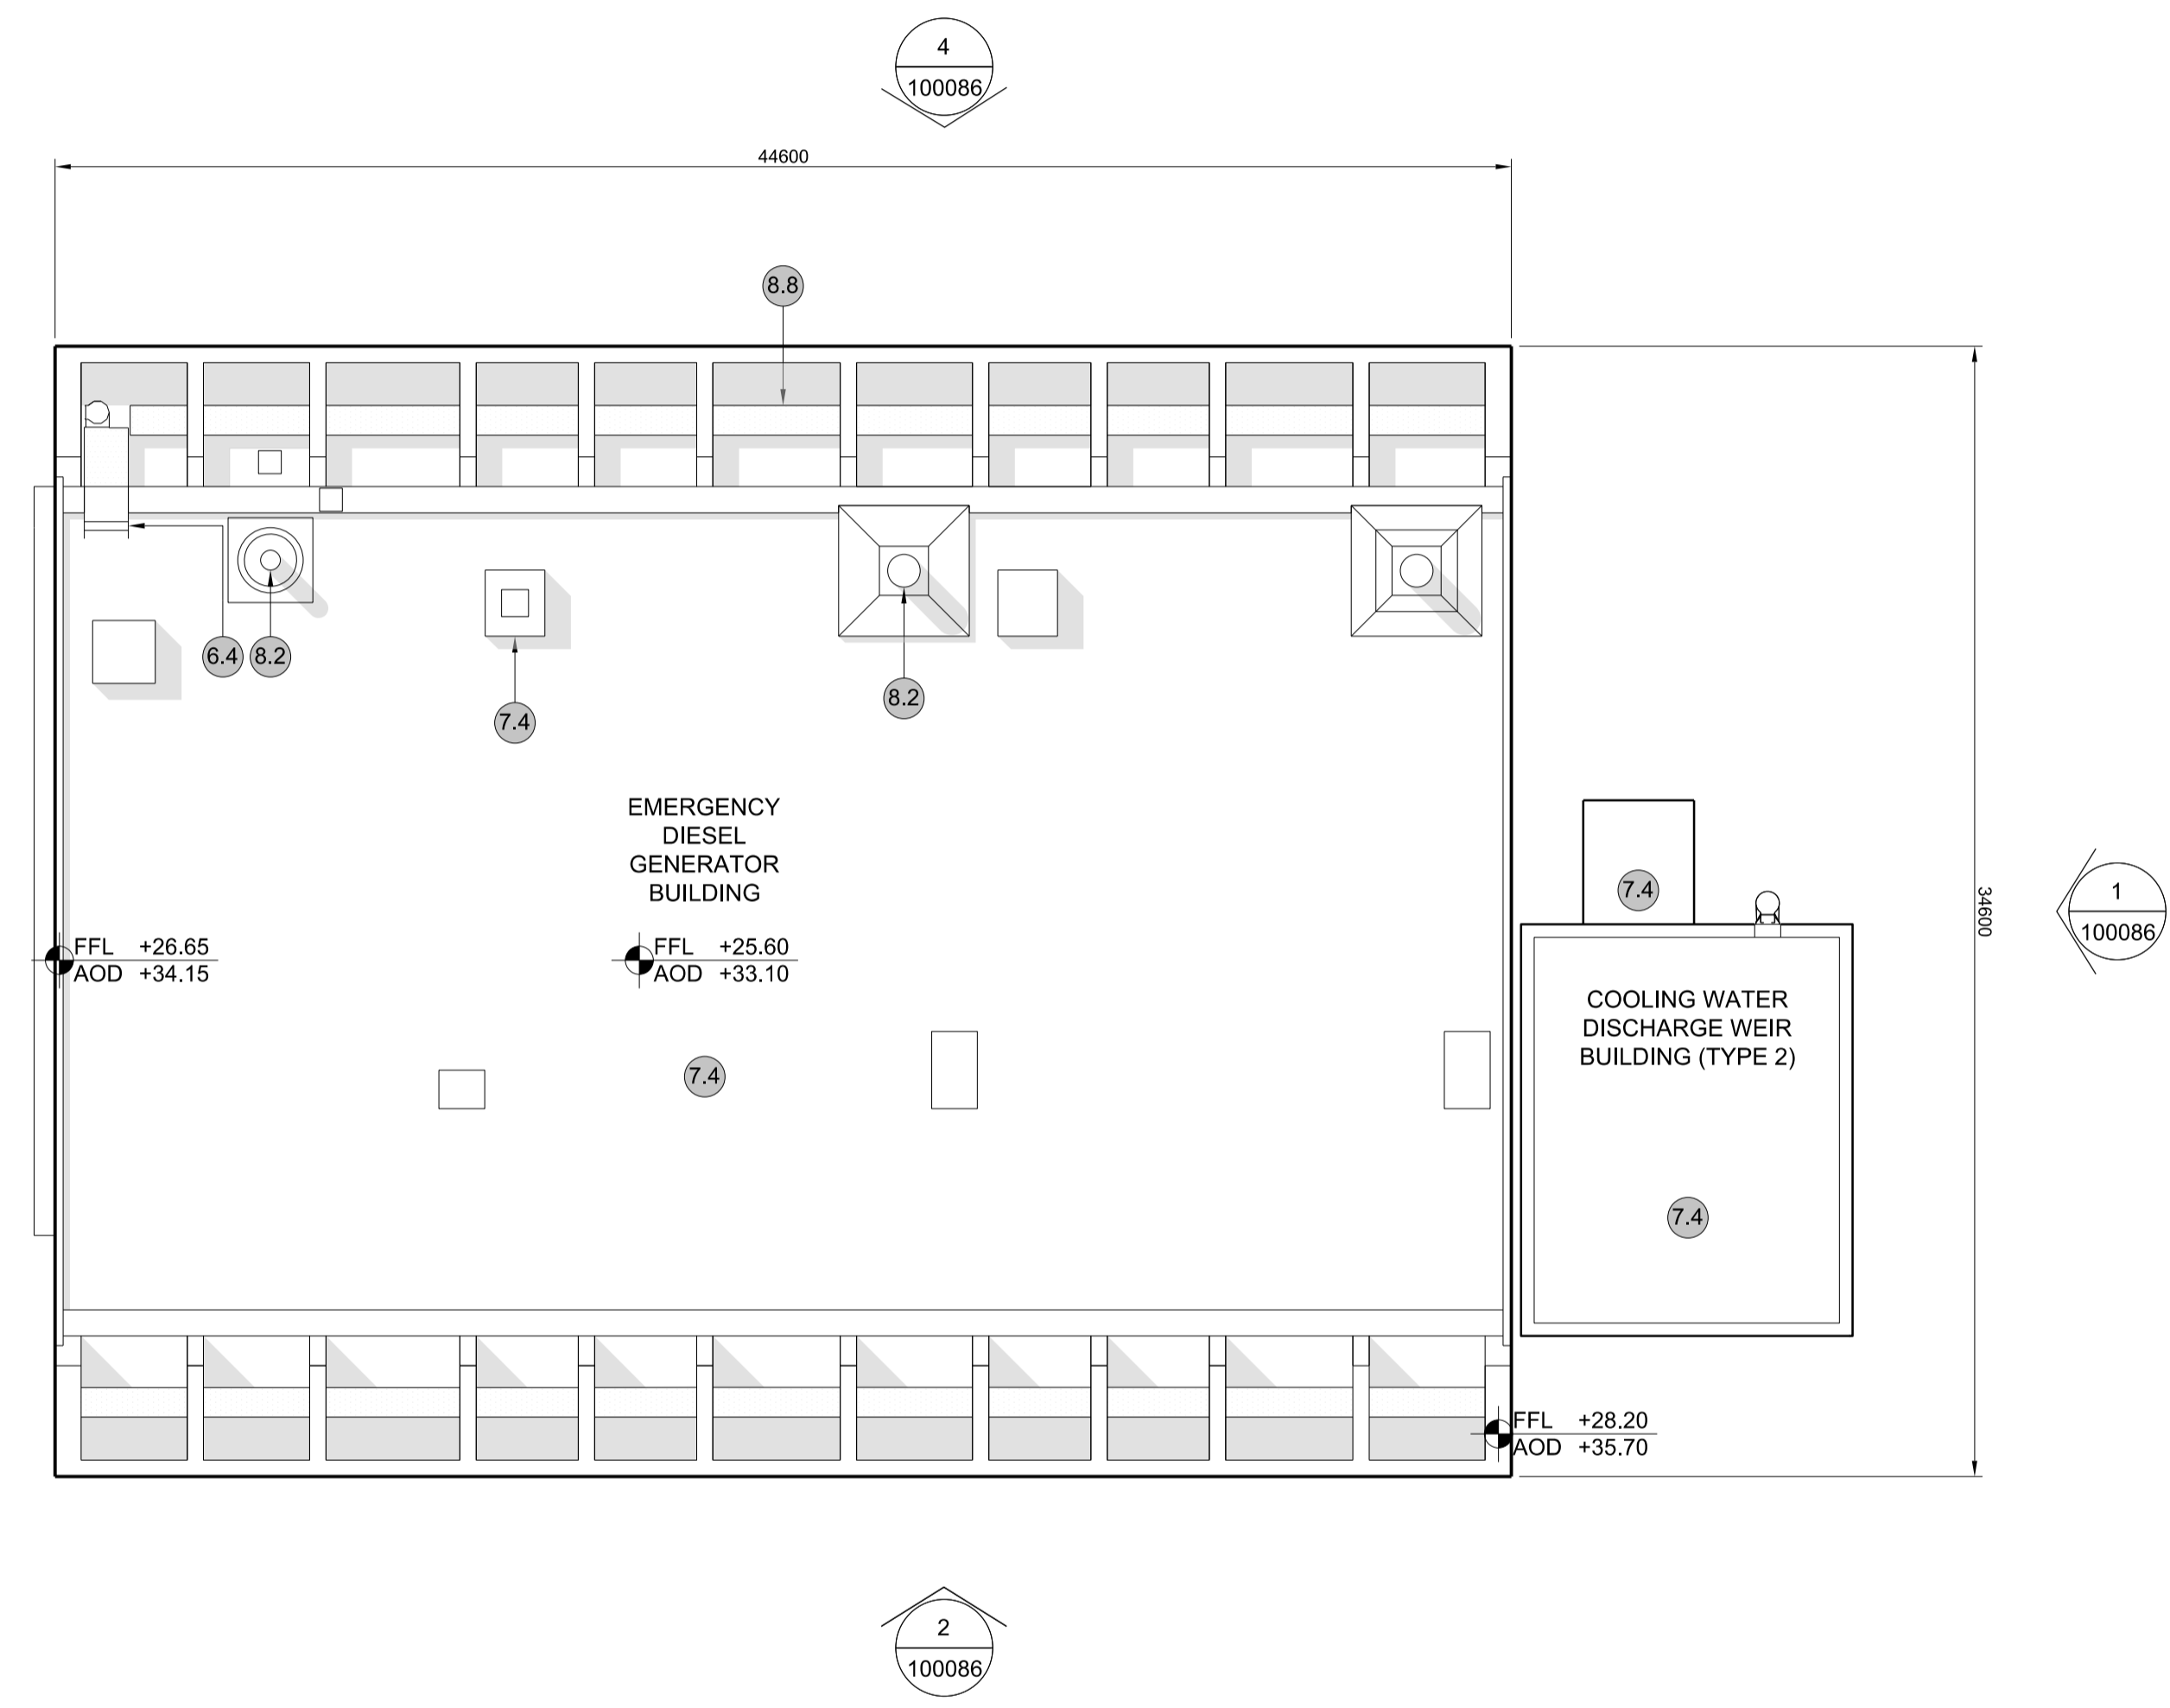 4
100086
44600
8.8
6.4
8.2
7.4
8.2
EMERGENCY
DIESEL
GENERATOR
BUILDING
7.4
1
100086
34600
FFL +26.65
AOD +34.15
FFL +25.60
AOD +33.10
COOLING WATER
DISCHARGE WEIR
BUILDING (TYPE 2)
7.4
7.4
FFL +28.20
AOD +35.70
2
100086